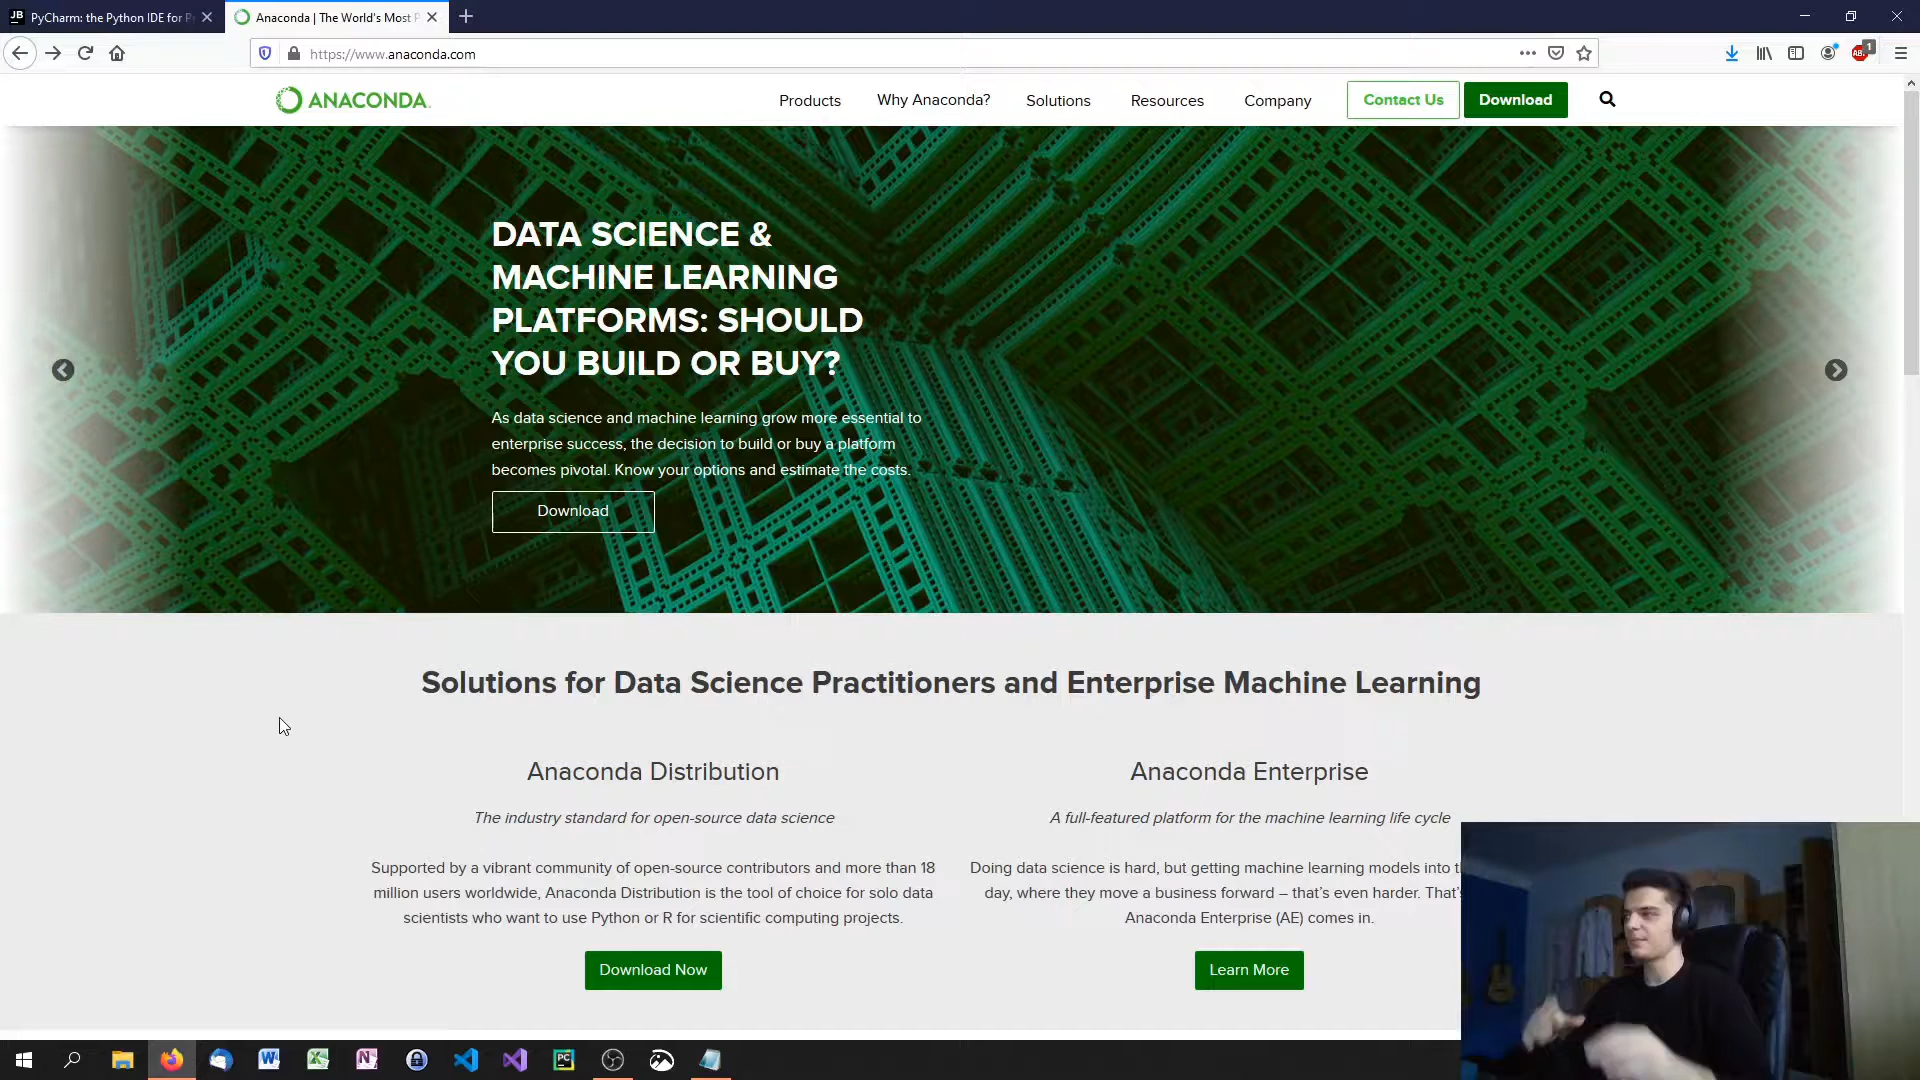 PyCharm: the Python IDE for P
Anaconda | The World's Most P
https://www.anaconda.com
1
ANACONDA.
Products
Why Anaconda?
Solutions
Resources
Company
Contact Us
Download
DATA SCIENCE &
MACHINE LEARNING
PLATFORMS: SHOULD
YOU BUILD OR BUY?
As data science and machine learning grow more essential to
enterprise success, the decision to build or buy a platform
becomes pivotal. Know your options and estimate the costs.
Download
Solutions for Data Science Practitioners and Enterprise Machine Learning
Anaconda Distribution
The industry standard for open-source data science
Supported by a vibrant community of open-source contributors and more than 18
million users worldwide, Anaconda Distribution is the tool of choice for solo data
scientists who want to use Python or R for scientific computing projects.
Download Now
Anaconda Enterprise
A full-featured platform for the machine learning life cycle
Doing data science is hard, but getting machine learning models into
day, where they move a business forward – that's even harder. That's
Anaconda Enterprise (AE) comes in.
Learn More